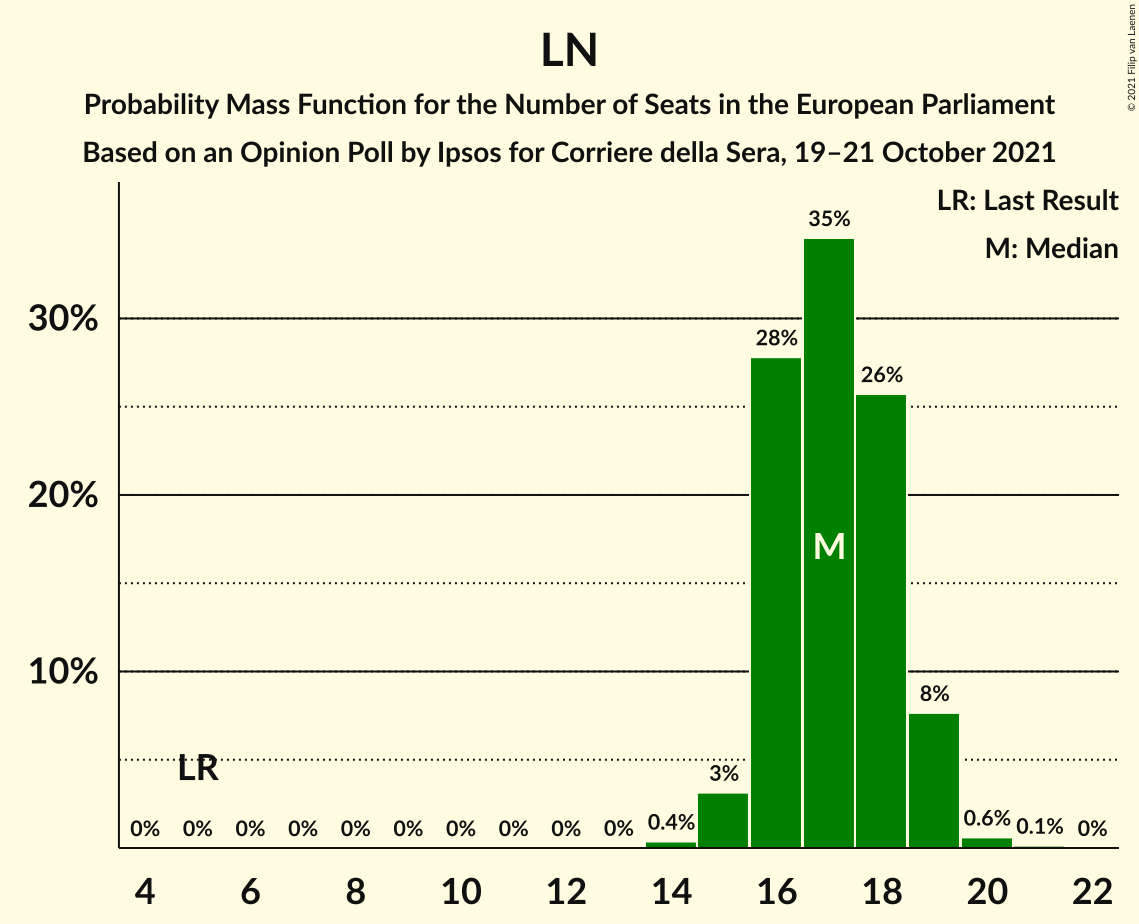 LN
Probability Mass Function for the Number of Seats in the European Parliament
Based on an Opinion Poll by Ipsos for Corriere della Sera, 19–21 October 2021
© 2021 Filip van Laenen
LR: Last Result
M: Median
30%
20%
10%
LR
M
0% 0% 0% 0% 0% 0% 0% 0% 0% 0% 0.4% 3% 28% 35% 26% 8% 0.6% 0.1% 0%
4 6 8 10 12 14 16 18 20 22